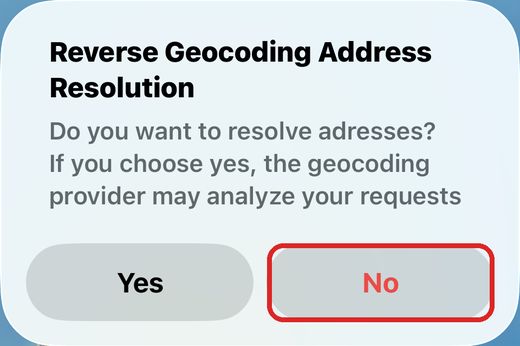 Reverse Geocoding Address
Resolution
Do you want to resolve adresses?
If you choose yes, the geocoding
provider may analyze your requests
Yes
No